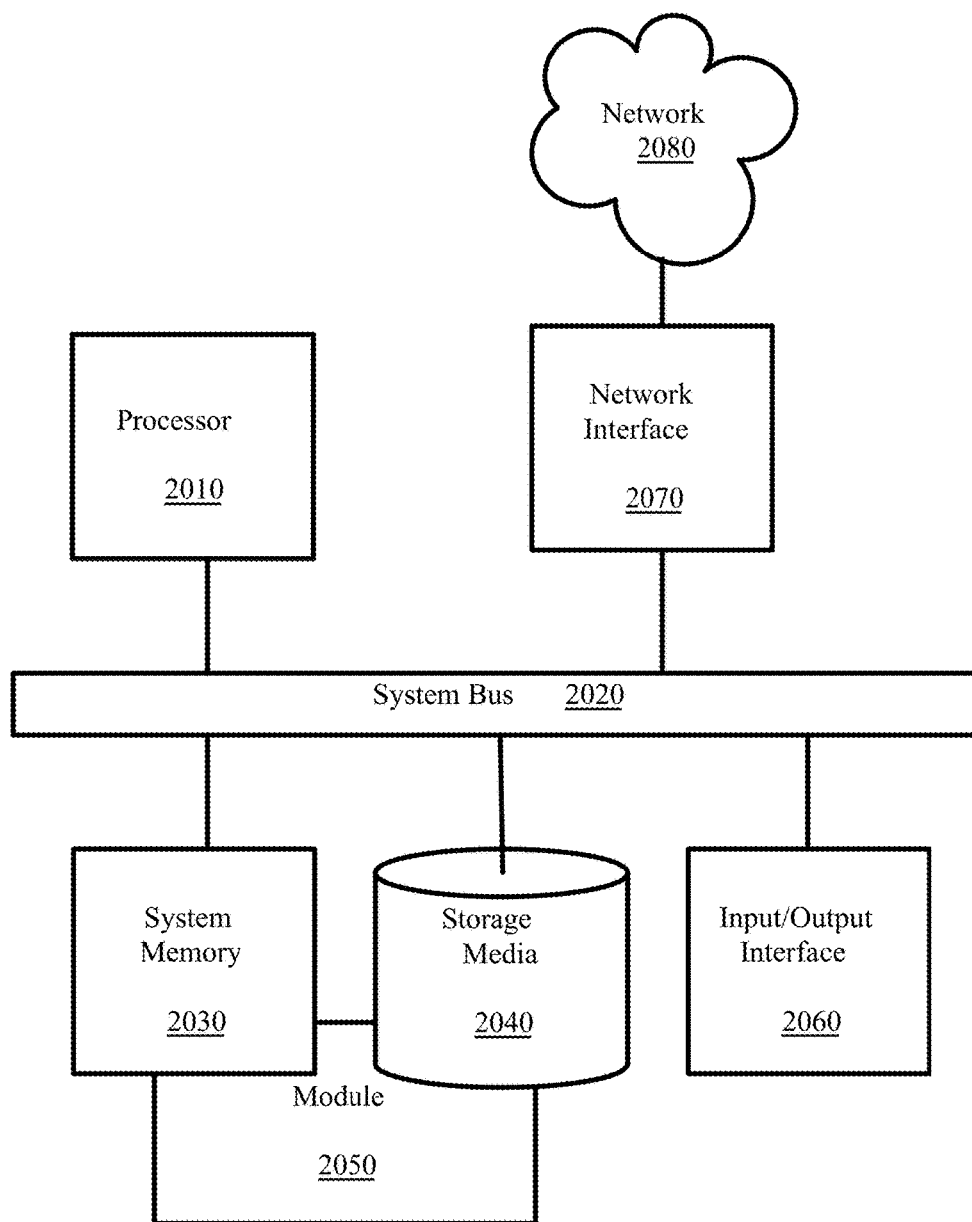 Network
2080
Processor
2010
Network
Interface
2070
System Bus 2020
System
Memory
2030
Storage
Media
2040
Input/Output
Interface
2060
Module
2050